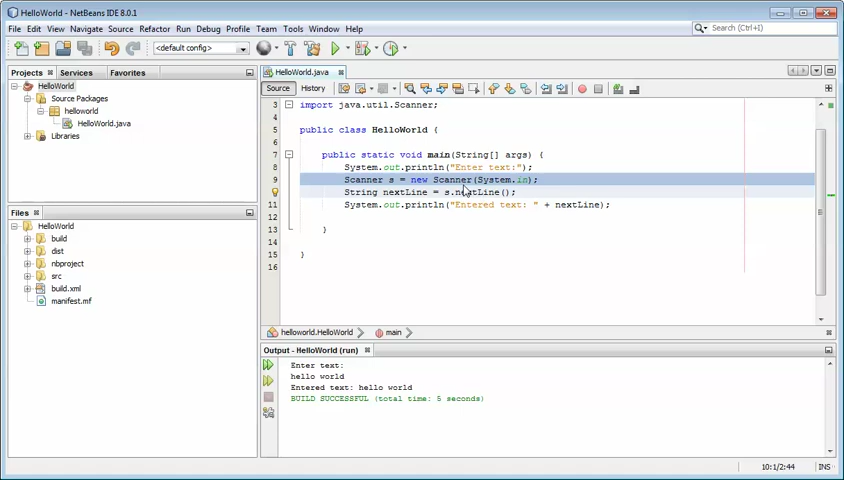 HelloWorld - NetBeans IDE 8.0.1
File Edit View Navigate Source Refactor Run Debug Profile Team Tools Window Help
Search (Ctrl+I)
<default config>
Projects Services Favorites
HelloWorld.java
HelloWorld
Source Packages
helloworld
HelloWorld.java
Libraries
Source History
3 import java.util.Scanner;
4
5 public class HelloWorld {
6
7 public static void main(String[] args) {
8 System.out.println("Enter text:");
9 Scanner s = new Scanner(System.in);
String nextLine = s.nextLine();
11 System.out.println("Entered text: " + nextLine);
12
13 }
14
15 }
16
Files
HelloWorld
build
dist
nbproject
src
build.xml
manifest.mf
helloworld.HelloWorld main
Output - HelloWorld (run)
Enter text:
hello world
Entered text: hello world
BUILD SUCCESSFUL (total time: 5 seconds)
10:1/2:44 INS